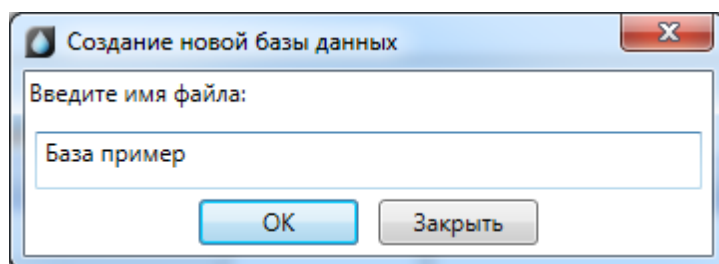 Создание новой базы данных
Введите имя файла:
База пример
OK
Закрыть